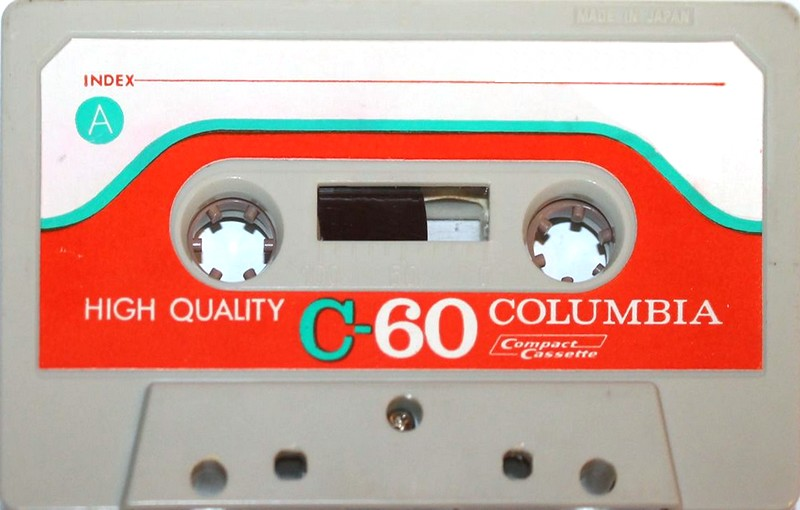 MADE IN JAPAN
INDEX
A
HIGH QUALITY C-60 COLUMBIA
Compact
Cassette